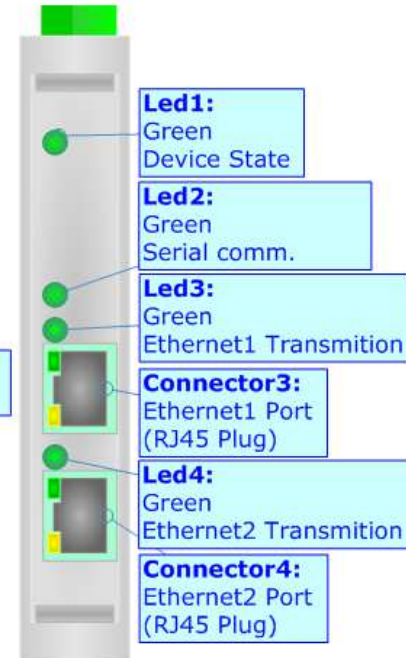 Led1:
Green
Device State
Led2:
Green
Serial comm.
Led3:
Green
Ethernet1 Transmition
Connector3:
Ethernet1 Port
(RJ45 Plug)
Led4:
Green
Ethernet2 Transmition
Connector4:
Ethernet2 Port
(RJ45 Plug)